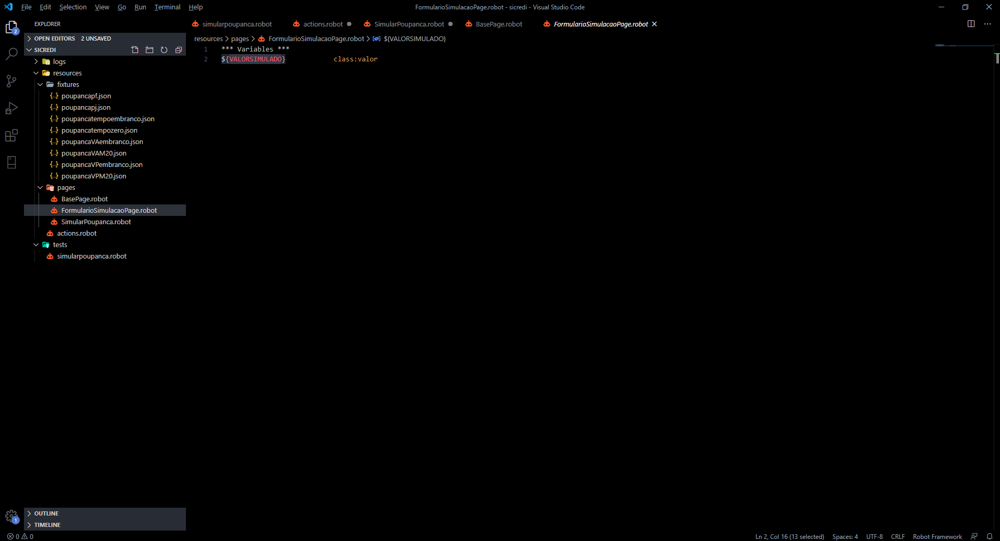 File Edit Selection View Go Run Terminal Help
FormularioSimulacaoPage.robot - sicredi - Visual Studio Code
2
EXPLORER
OPEN EDITORS 2 UNSAVED
SICREDI
logs
resources
fixtures
{..} poupancapf.json
{..} poupancapj.json
{..} poupancatempoembranco.json
{..} poupancatempozero.json
{..} poupancaVAembranco.json
{..} poupancaVAM20.json
{..} poupancaVPembranco.json
{..} poupancaVPM20.json
pages
BasePage.robot
FormularioSimulacaoPage.robot
SimularPoupanca.robot
actions.robot
tests
simularpoupanca.robot
simularpoupanca.robot actions.robot SimularPoupanca.robot BasePage.robot FormularioSimulacaoPage.robot
resources > pages > FormularioSimulacaoPage.robot > ${VALORSIMULADO}
1 *** Variables ***
2 ${VALORSIMULADO} class:valor
1
OUTLINE
TIMELINE
0 0
Ln 2, Col 16 (13 selected) Spaces: 4 UTF-8 CRLF Robot Framework